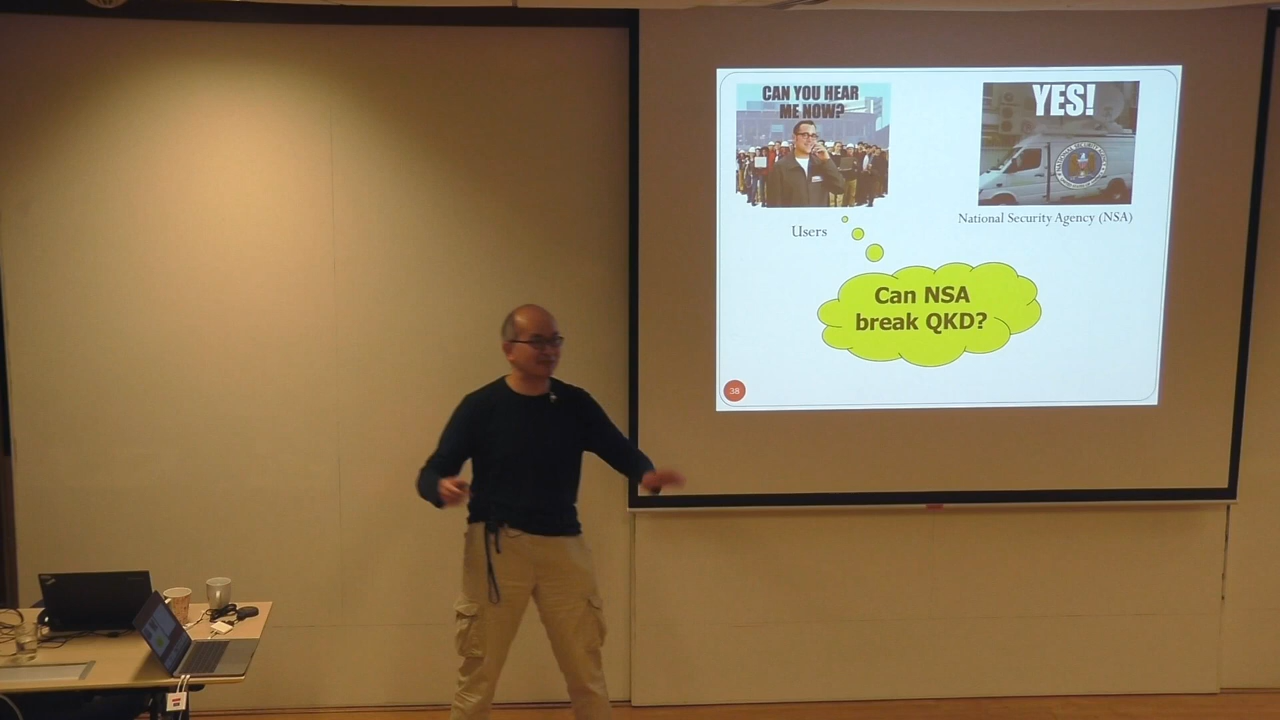 CAN YOU HEAR
ME NOW?
YES!
Users
National Security Agency (NSA)
Can NSA
break QKD?
38